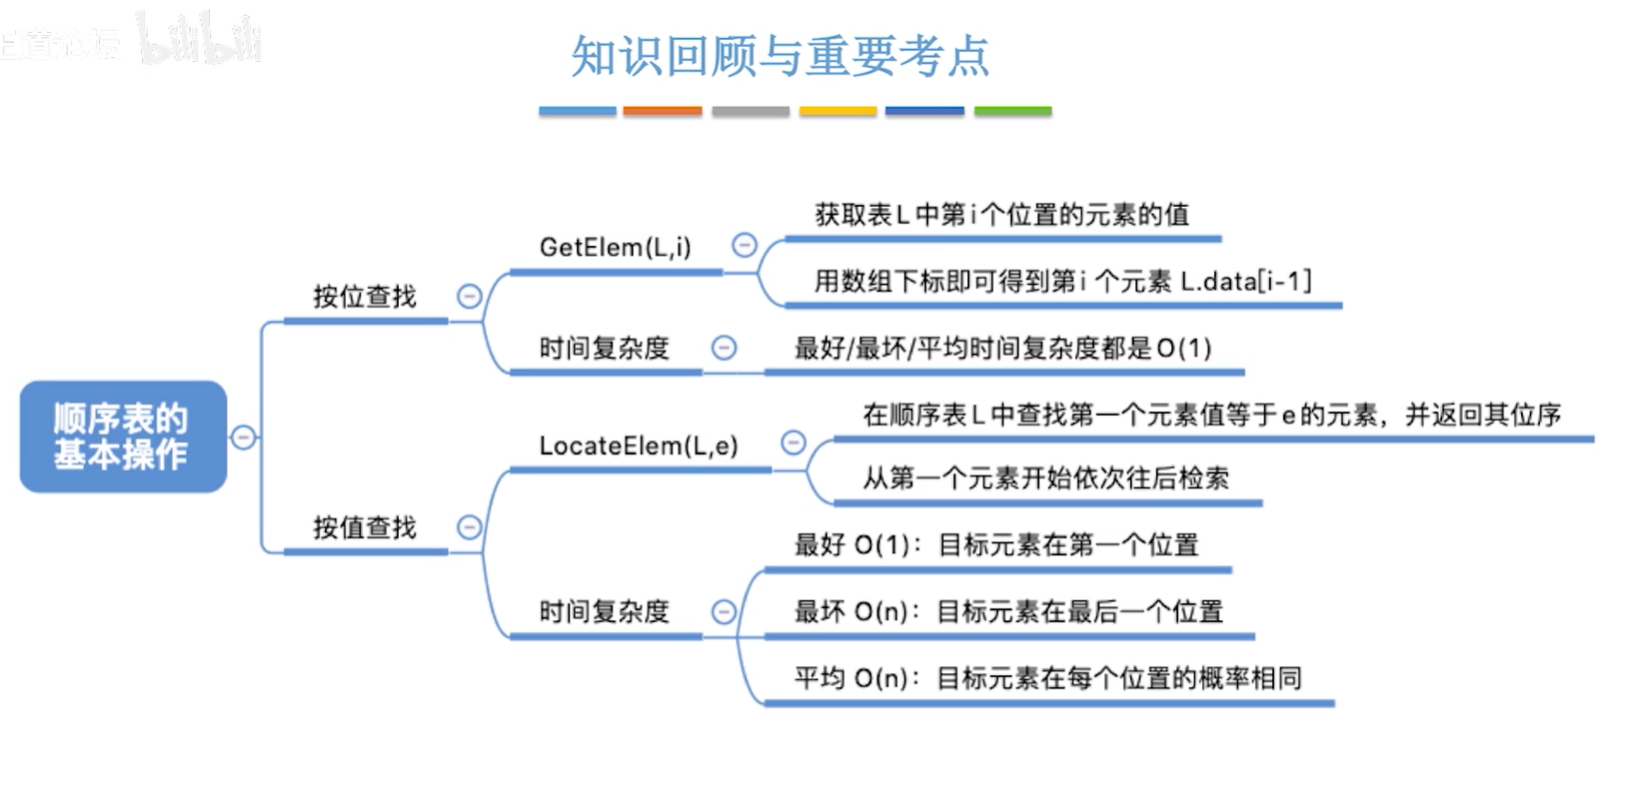 bilibili
知识回顾与重要考点
顺序表的
基本操作
按位查找
GetElem(L,i)
获取表L中第i个位置的元素的值
用数组下标即可得到第i个元素 L.data[i-1]
时间复杂度
最好/最坏/平均时间复杂度都是O(1)
按值查找
LocateElem(L,e)
在顺序表L中查找第一个元素值等于e的元素，并返回其位序
从第一个元素开始依次往后检索
时间复杂度
最好 O(1)：目标元素在第一个位置
最坏 O(n)：目标元素在最后一个位置
平均 O(n)：目标元素在每个位置的概率相同